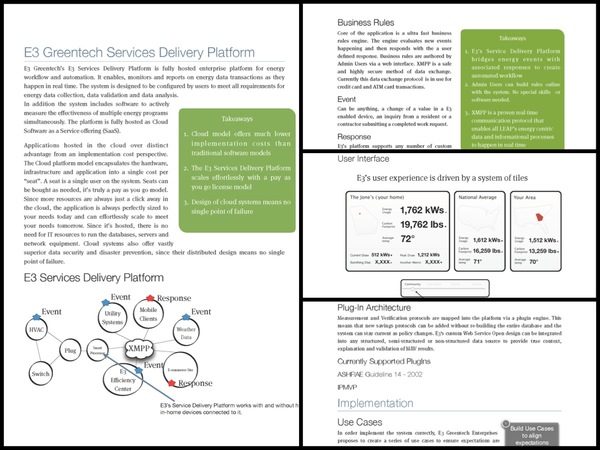 E3 Greentech Services Delivery Platform
E3 Greentech's E3 Services Delivery Platform is fully hosted enterprise platform for energy
workflow and automation. It enables, monitors and reports on energy data transactions as they
happen in real time. The system is designed to be configured by users to meet all requirements for
energy data collection, data validation and data analysis.
In addition the system includes software to actively
measure the effectiveness of multiple energy programs
simultaneously. The platform is fully hosted as Cloud
Software as a Service offering (SaaS).
Applications hosted in the cloud over distinct
advantage from an implementation cost perspective.
The Cloud platform encapsulates the hardware,
infrastructure and application into a single cost per
"seat". A seat is a single user on the system. Seats can
be bought as needed, it's truly a pay as you go model.
Since more resources are always just a click away in
the cloud, the application is always perfectly sized to
your needs today and can effortlessly scale to meet
your needs tomorrow. Since it's hosted, there is no
need for IT resources to run the databases, servers and
network equipment. Cloud systems also offer vastly
superior data security and disaster prevention, since their distributed design means no single
point of failure.
Takeaways
1. Cloud model offers much lower
implementation costs than
traditional software models
2. The E3 Services Delivery Platform
scales effortlessly with a pay as
you go license model
3. Design of cloud systems means no
single point of failure
E3 Services Delivery Platform
Event
Response
Event
HVAC
Utility
Systems
Mobile
Clients
Weather
Data
Plug
Smart
XMPP
Switch
E3
Efficiency
Center
Event
E-commerce Site
Response
E3's Services Grid works with and without h
in-home devices connected to it.
Business Rules
Core of the application is a ultra fast business
rules engine. The engine evaluates new events
happening and then responds with the a user
defined response. Business rules are authored by
Admin Users via a web interface. XMPP is a safe
and highly secure method of data exchange.
Currently this data exchange protocol is in use for
credit card and ATM card transactions.
Event
Can be anything, a change of a value in a E3
enabled device, an inquiry from a resident or a
contractor submitting a completed work request.
Response
E3's platform supports any number of custom
Takeaways
1. E3's Service Delivery Platform
bridges energy events with
associated responses to create
automated workflow
2. Admin Users can build rules online
with the system. No special skills or
software needed.
3. XMPP is a proven real time
communication protocol that
enables all LEAP's energy centric
data and informational processes to
happen in real time
User Interface
E3's user experience is driven by a system of tiles
The Jane's (your home)
Energy Usage
1,762 kWs
Carbon Footprint
19,762 lbs
Average temp
72°
Current Draw 512 kWs
Peak Draw 1,212 kWs
Something Else X,XXX
Another Metric X,XXX
National Average
Energy Usage
1,612 kWs
Carbon Footprint
16,259 lbs
Average temp
71°
Your Area
Energy Usage
1,512 kWs
Carbon Footprint
13,259 lbs
Average temp
70°
Community
Plug-In Architecture
Measurement and Verification protocols are mapped into the platform via a plugin engine. This
means that new savings protocols can be added without re-building the entire database and the
system can stay current as policy changes. E3's custom Web Service Open design can be integrated
into any structured, semi-structured or non-structured data source to provide true context,
explanation and validation of M&V results.
Currently Supported PlugIns
ASHRAE Guideline 14 - 2002
IPMVP
Implementation
Use Cases
In order implement the system correctly, E3 Greentech Enterprises
proposes to create a series of use cases to ensure expectations are
Build Use Cases
to align
expectations